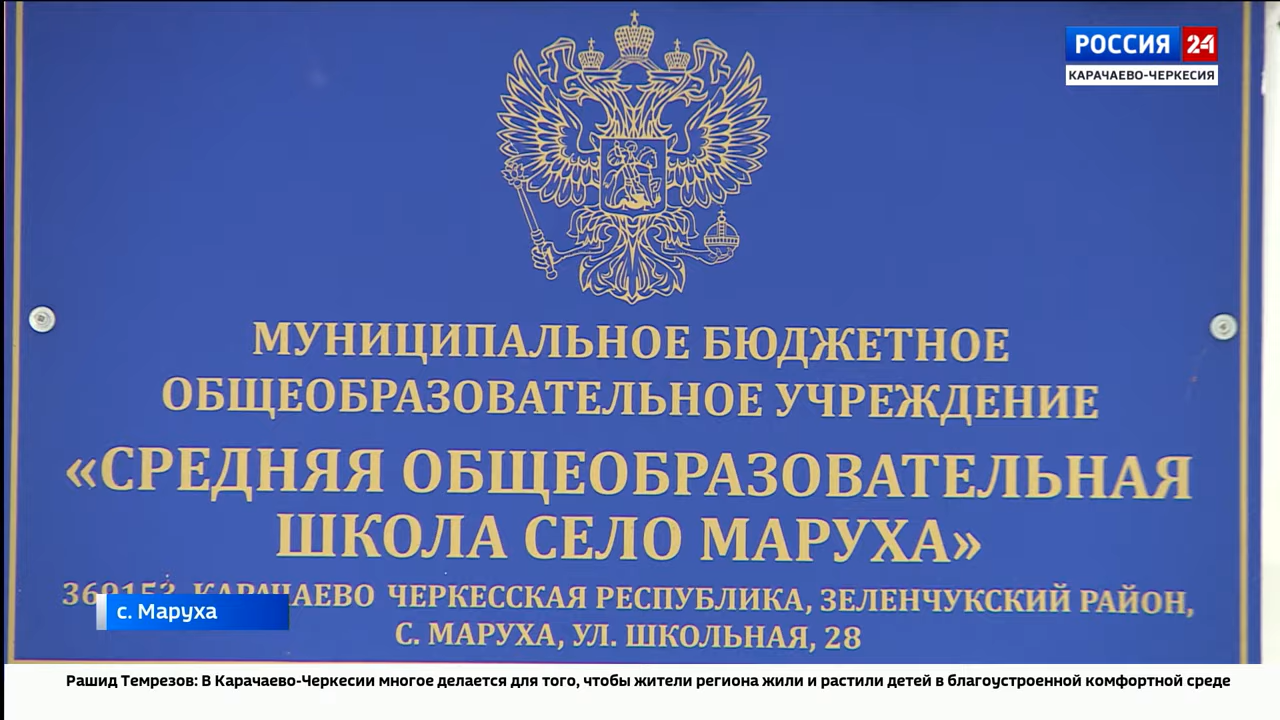 РОССИЯ 24
КАРАЧАЕВО-ЧЕРКЕСИЯ
МУНИЦИПАЛЬНОЕ БЮДЖЕТНОЕ
ОБЩЕОБРАЗОВАТЕЛЬНОЕ УЧРЕЖДЕНИЕ
«СРЕДНЯЯ ОБЩЕОБРАЗОВАТЕЛЬНАЯ
ШКОЛА СЕЛО МАРУХА»
369153, КАРАЧАЕВО ЧЕРКЕССКАЯ РЕСПУБЛИКА, ЗЕЛЕНЧУКСКИЙ РАЙОН,
С. МАРУХА, УЛ. ШКОЛЬНАЯ, 28
с. Маруха
Рашид Темрезов: В Карачаево-Черкесии многое делается для того, чтобы жители региона жили и растили детей в благоустроенной комфортной среде